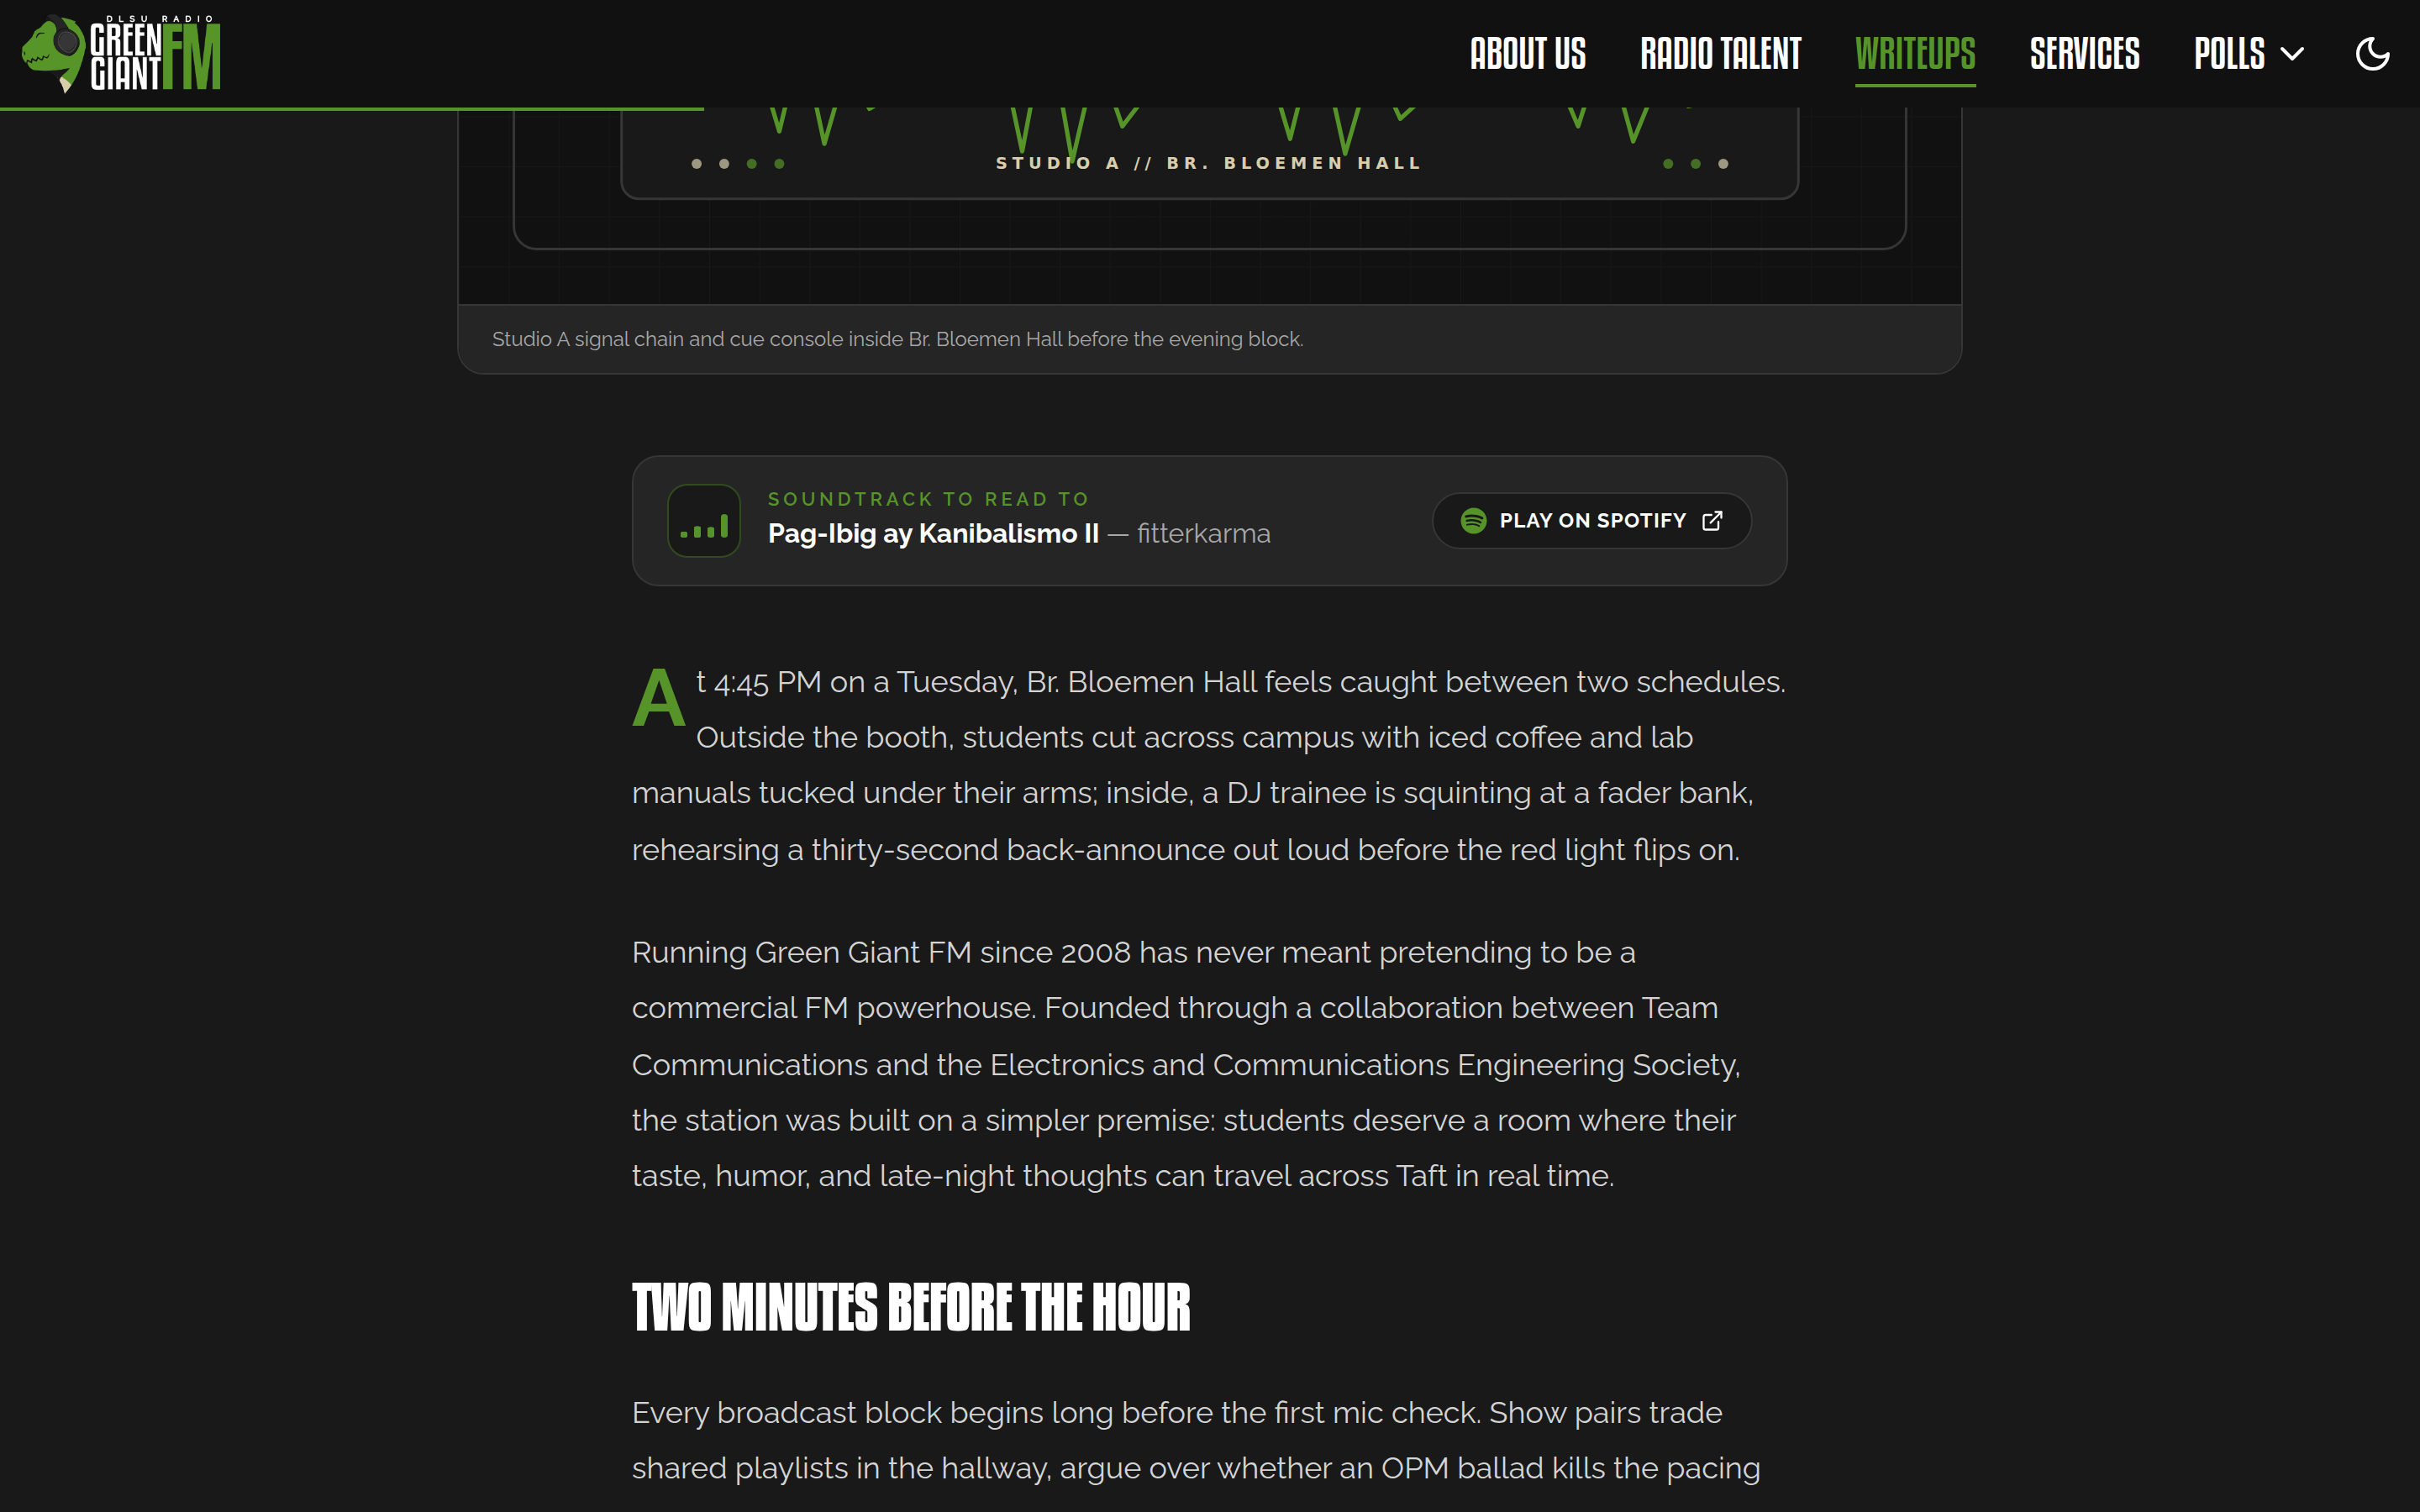 DLSU RADIO
GREEN
GIANT
FM
ABOUT US
RADIO TALENT
WRITEUPS
SERVICES
POLLS
STUDIO A // BR. BLOEMEN HALL
Studio A signal chain and cue console inside Br. Bloemen Hall before the evening block.
SOUNDTRACK TO READ TO
Pag-Ibig ay Kanibalismo II — fitterkarma
PLAY ON SPOTIFY
At 4:45 PM on a Tuesday, Br. Bloemen Hall feels caught between two schedules.
Outside the booth, students cut across campus with iced coffee and lab
manuals tucked under their arms; inside, a DJ trainee is squinting at a fader bank,
rehearsing a thirty-second back-announce out loud before the red light flips on.
Running Green Giant FM since 2008 has never meant pretending to be a
commercial FM powerhouse. Founded through a collaboration between Team
Communications and the Electronics and Communications Engineering Society,
the station was built on a simpler premise: students deserve a room where their
taste, humor, and late-night thoughts can travel across Taft in real time.
TWO MINUTES BEFORE THE HOUR
Every broadcast block begins long before the first mic check. Show pairs trade
shared playlists in the hallway, argue over whether an OPM ballad kills the pacing